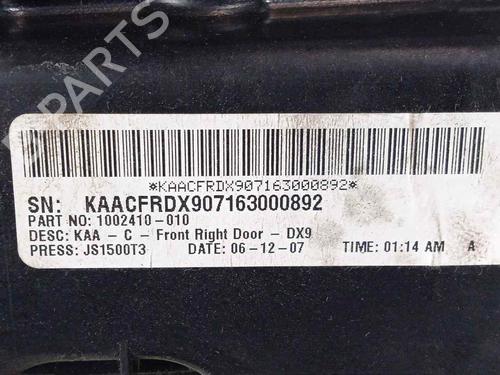 B-PARTS
*KAACFRDX907163000892*
SN: KAACFRDX907163000892
PART NO: 1002410-010
DESC: KAA - C - Front Right Door - DX9
PRESS: JS1500T3 DATE: 06-12-07 TIME: 01:14 AM A